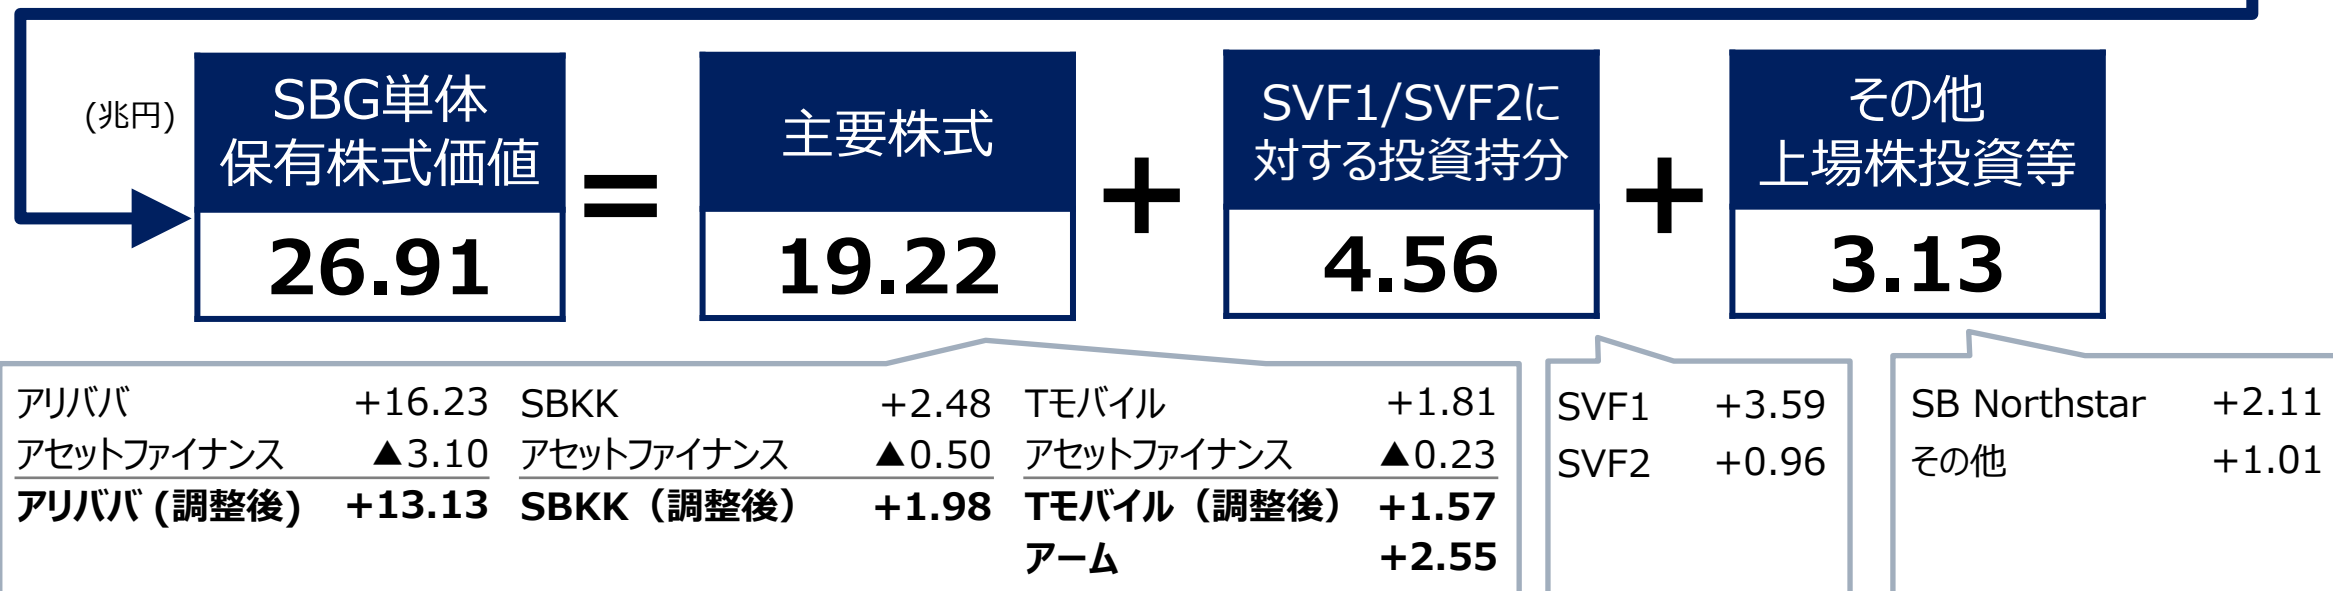 (兆円)
SBG単体
保有株式価値
26.91
=
主要株式
19.22
+
SVF1/SVF2に
対する投資持分
4.56
+
その他
上場株投資等
3.13
アリババ +16.23
アセットファイナンス ▲3.10
アリババ (調整後) +13.13
SBKK +2.48
アセットファイナンス ▲0.50
SBKK（調整後） +1.98
Tモバイル +1.81
アセットファイナンス ▲0.23
Tモバイル（調整後） +1.57
アーム +2.55
SVF1 +3.59
SVF2 +0.96
SB Northstar +2.11
その他 +1.01